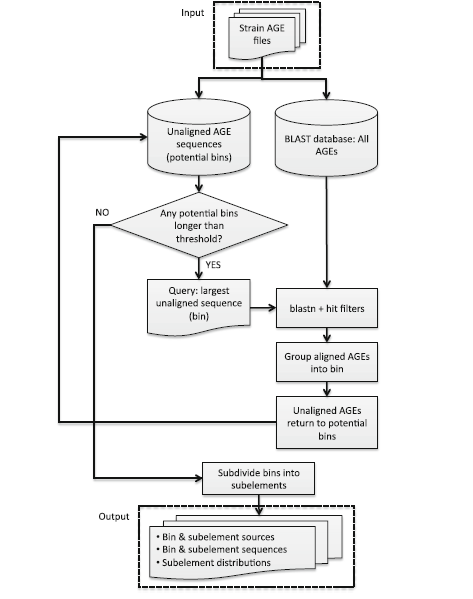 Input
Strain AGE
files
Unaligned AGE
sequences
(potential bins)
BLAST database: All
AGEs
NO
Any potential bins
longer than
threshold?
YES
Query: largest
unaligned sequence
(bin)
blastn + hit filters
Group aligned AGEs
into bin
Unaligned AGEs
return to potential
bins
Subdivide bins into
subelements
Output
• Bin & subelement sources
• Bin & subelement sequences
• Subelement distributions